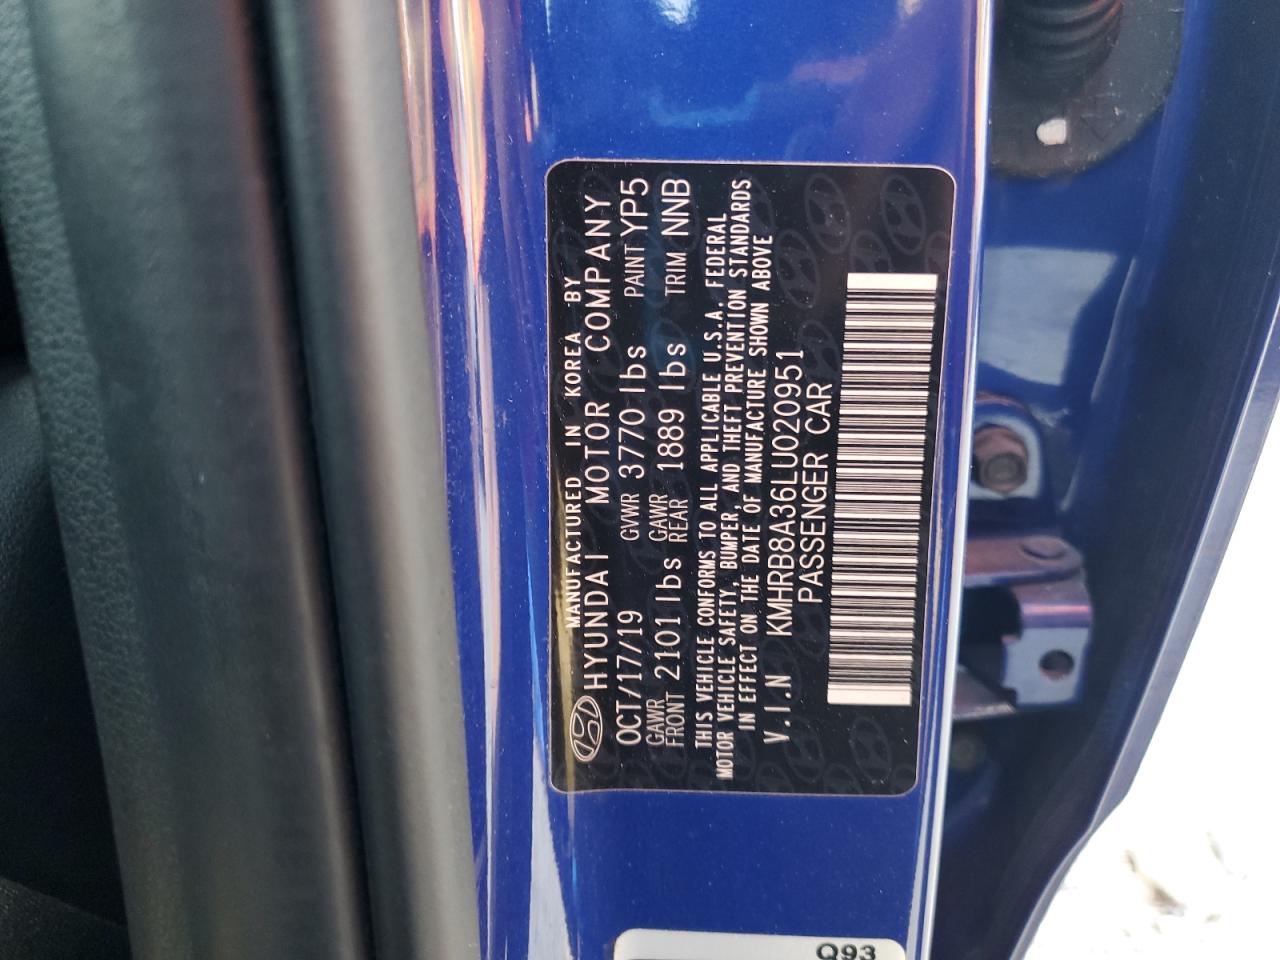 MANUFACTURED IN KOREA BY
HYUNDAI MOTOR COMPANY
OCT/17/19 GVWR 3770 lbs PAINT YP5
GAWR FRONT 2101 lbs GAWR REAR 1889 lbs TRIM NNB
THIS VEHICLE CONFORMS TO ALL APPLICABLE U.S.A. FEDERAL
MOTOR VEHICLE SAFETY, BUMPER, AND THEFT PREVENTION STANDARDS
IN EFFECT ON THE DATE OF MANUFACTURE SHOWN ABOVE
V.I.N KMHRB8A36LU020951
PASSENGER CAR
Q93